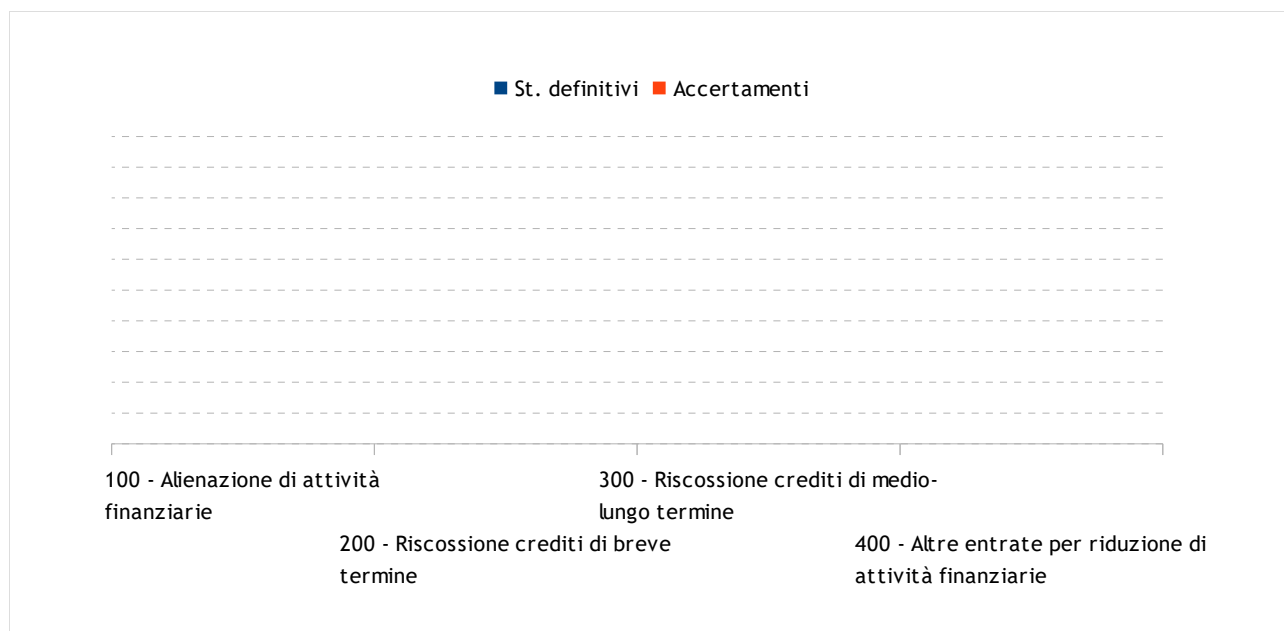 St. definitivi Accertamenti
100 - Alienazione di attività
finanziarie
200 - Riscossione crediti di breve
termine
300 - Riscossione crediti di medio-
lungo termine
400 - Altre entrate per riduzione di
attività finanziarie